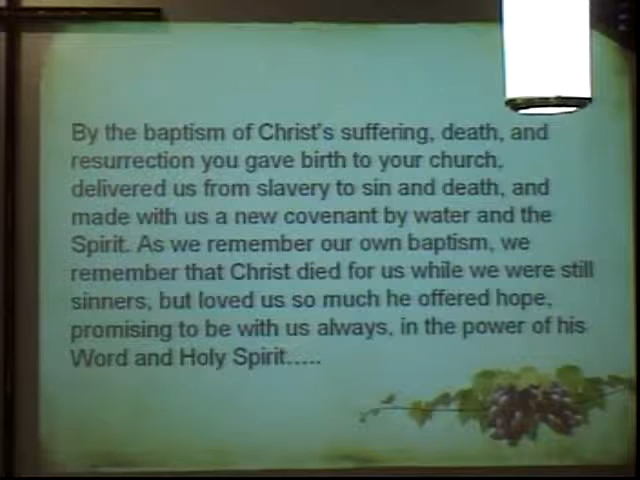 By the baptism of Christ's suffering, death, and
resurrection you gave birth to your church,
delivered us from slavery to sin and death, and
made with us a new covenant by water and the
Spirit. As we remember our own baptism, we
remember that Christ died for us while we were still
sinners, but loved us so much he offered hope,
promising to be with us always, in the power of his
Word and Holy Spirit.....